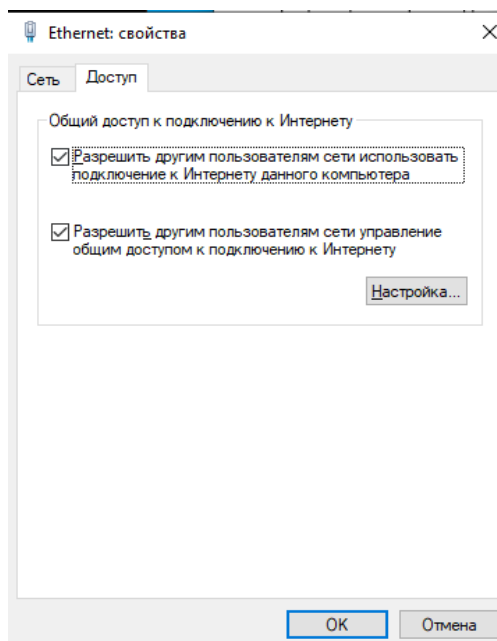 Ethernet: свойства
Сеть
Доступ
Общий доступ к подключению к Интернету
Разрешить другим пользователям сети использовать
подключение к Интернету данного компьютера
Разрешить другим пользователям сети управление
общим доступом к подключению к Интернету
Настройка...
OK
Отмена